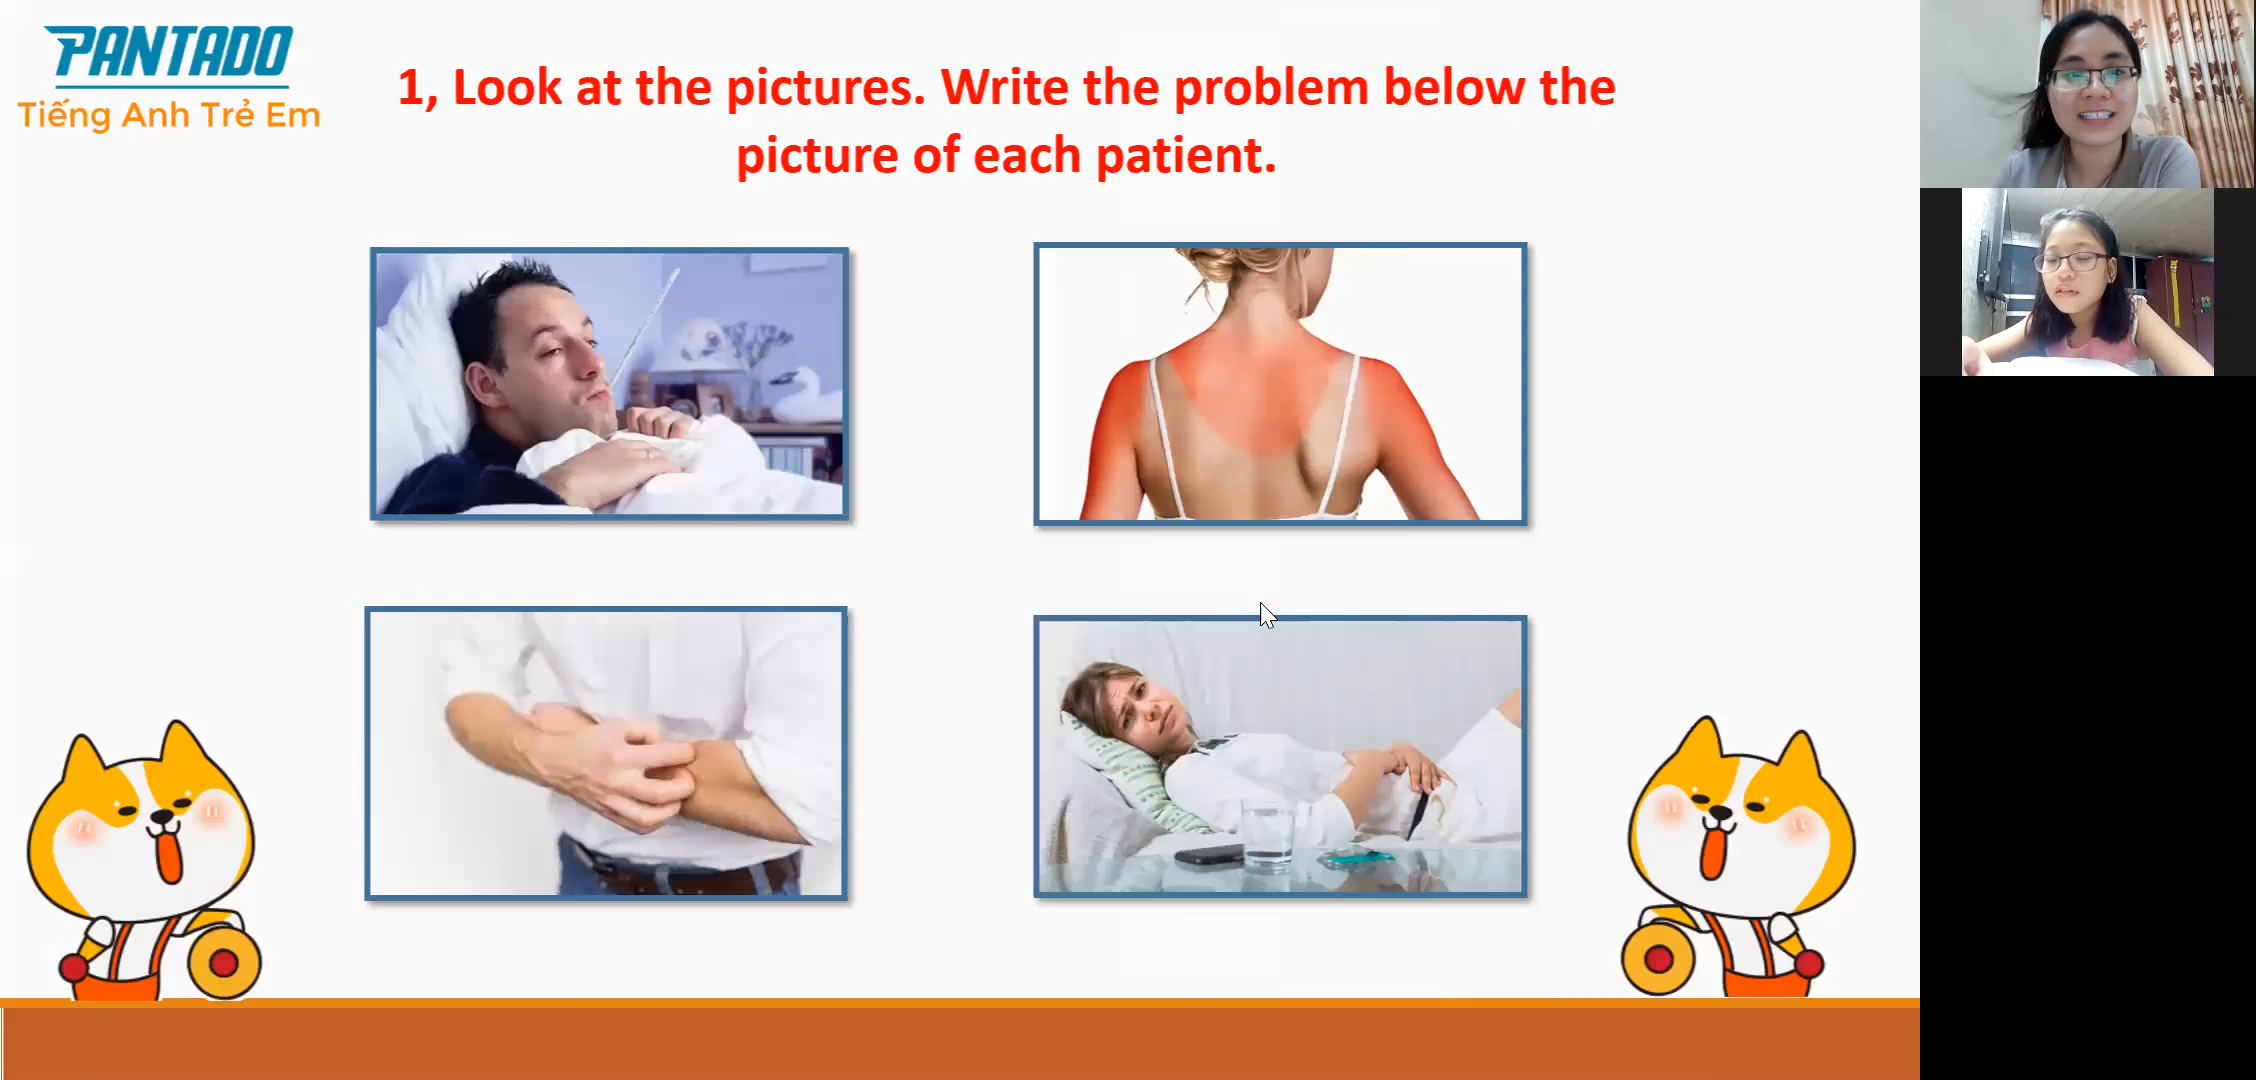 PANTADO
Tiếng Anh Trẻ Em
1, Look at the pictures. Write the problem below the
picture of each patient.